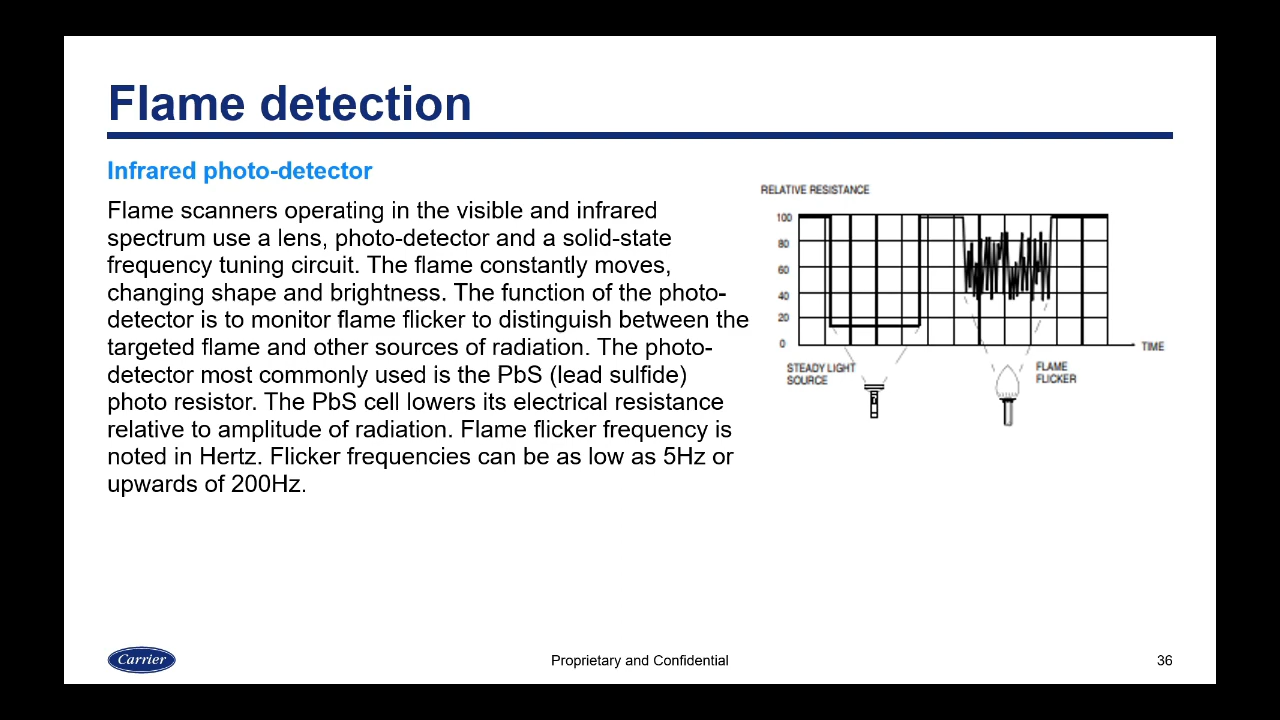 Flame detection
Infrared photo-detector
Flame scanners operating in the visible and infrared
spectrum use a lens, photo-detector and a solid-state
frequency tuning circuit. The flame constantly moves,
changing shape and brightness. The function of the photo-
detector is to monitor flame flicker to distinguish between the
targeted flame and other sources of radiation. The photo-
detector most commonly used is the PbS (lead sulfide)
photo resistor. The PbS cell lowers its electrical resistance
relative to amplitude of radiation. Flame flicker frequency is
noted in Hertz. Flicker frequencies can be as low as 5Hz or
upwards of 200Hz.
RELATIVE RESISTANCE
100
80
60
40
20
0
TIME
STEADY LIGHT
SOURCE
FLAME
FLICKER
Carrier
Proprietary and Confidential
36